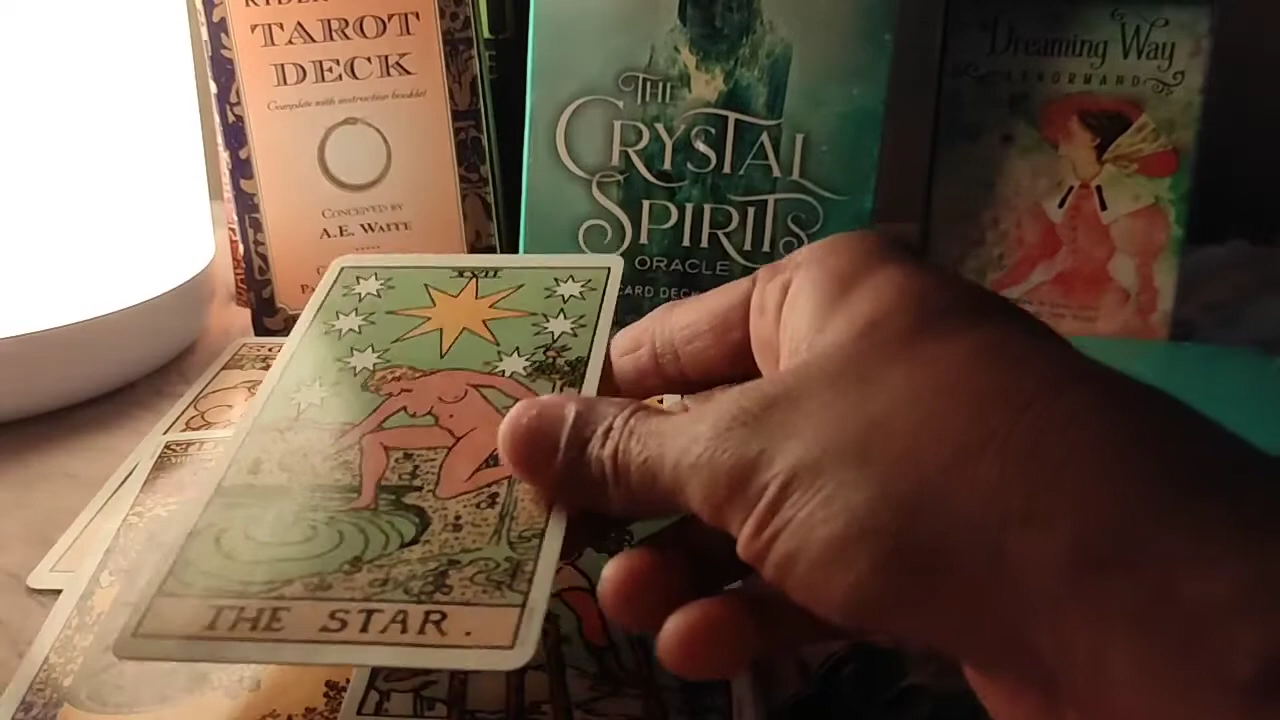 TAROT
DECK
Complete with instruction booklet
CONCEIVED BY
A.E. WAITE
THE
CRYSTAL
SPIRITS
ORACLE
CARD DECK
Dreaming Way
LENORMAND
XVII
THE STAR.